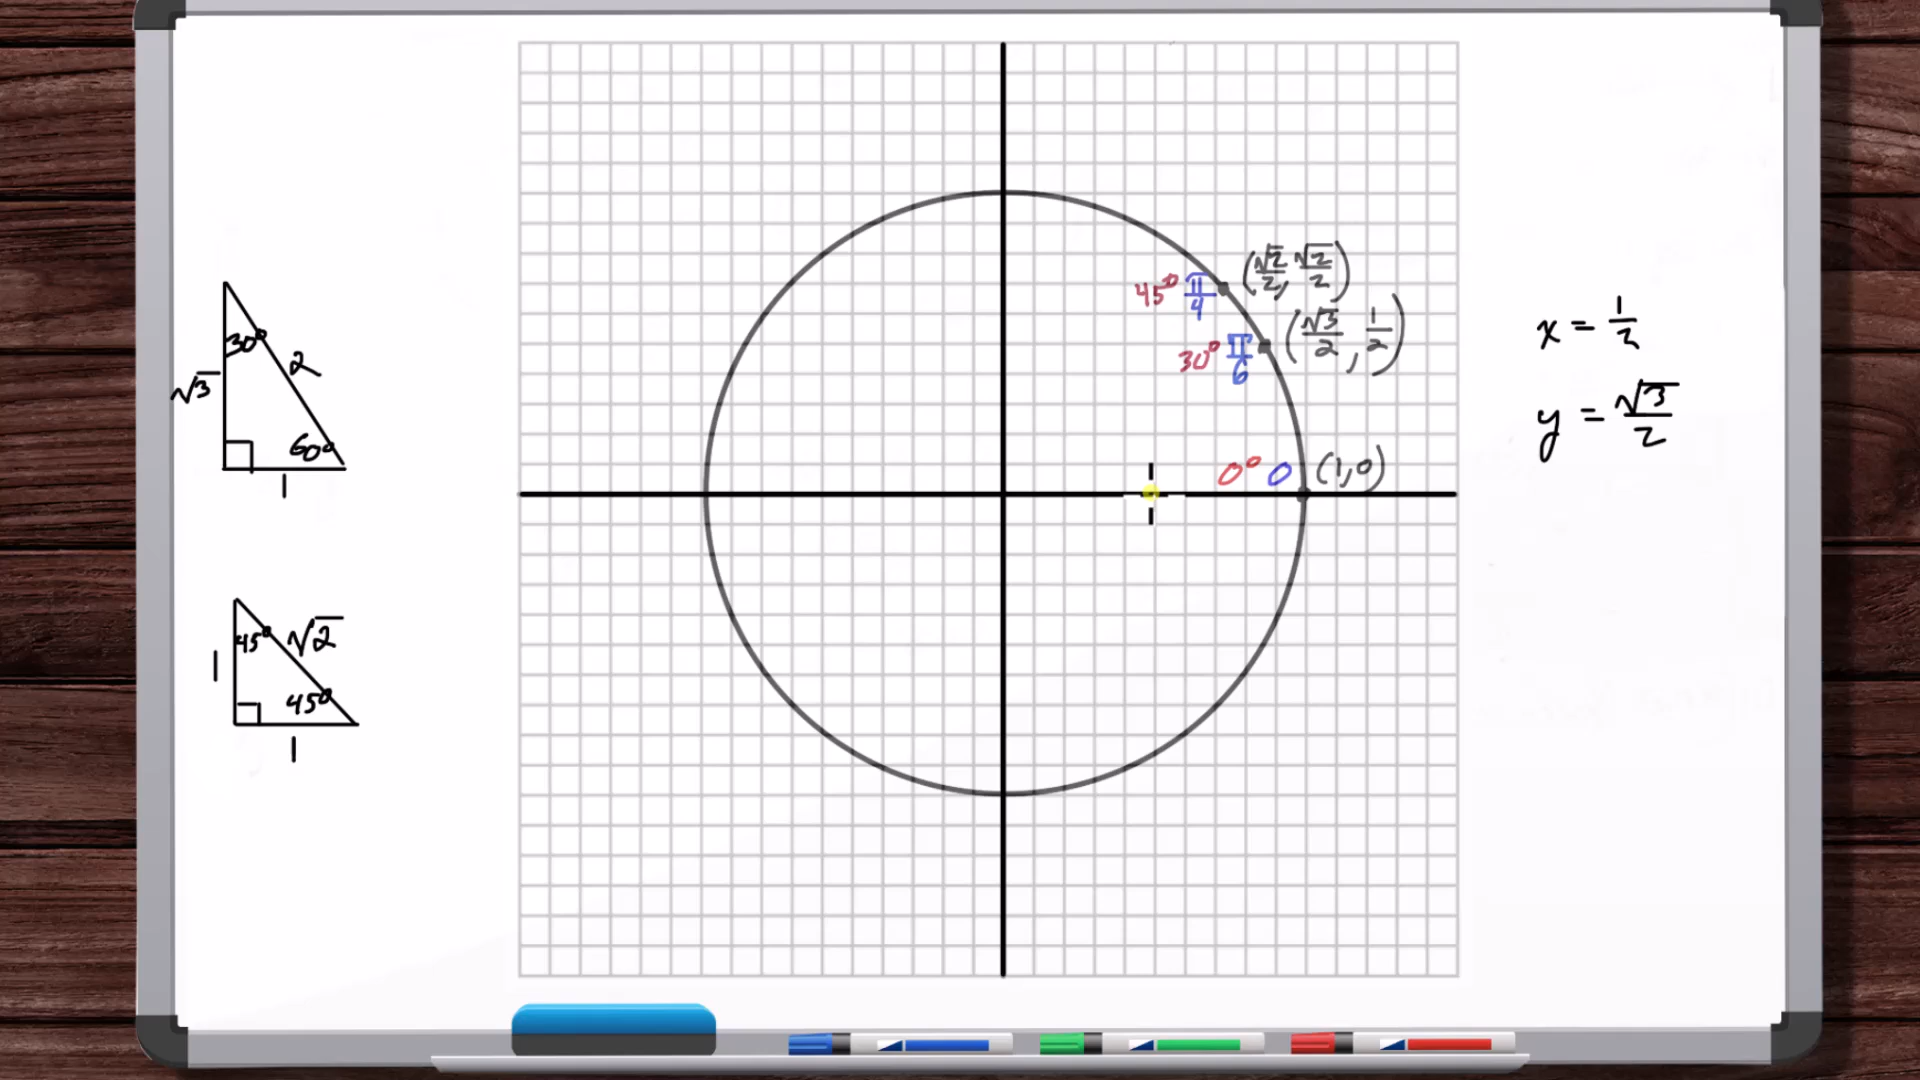 30°
√3
2
60°
1
45°
√2
1
45°
1
45° π/4 (√2/2, √2/2)
30° π/6 (√3/2, 1/2)
0° 0 (1,0)
x = 1/2
y = √3/2